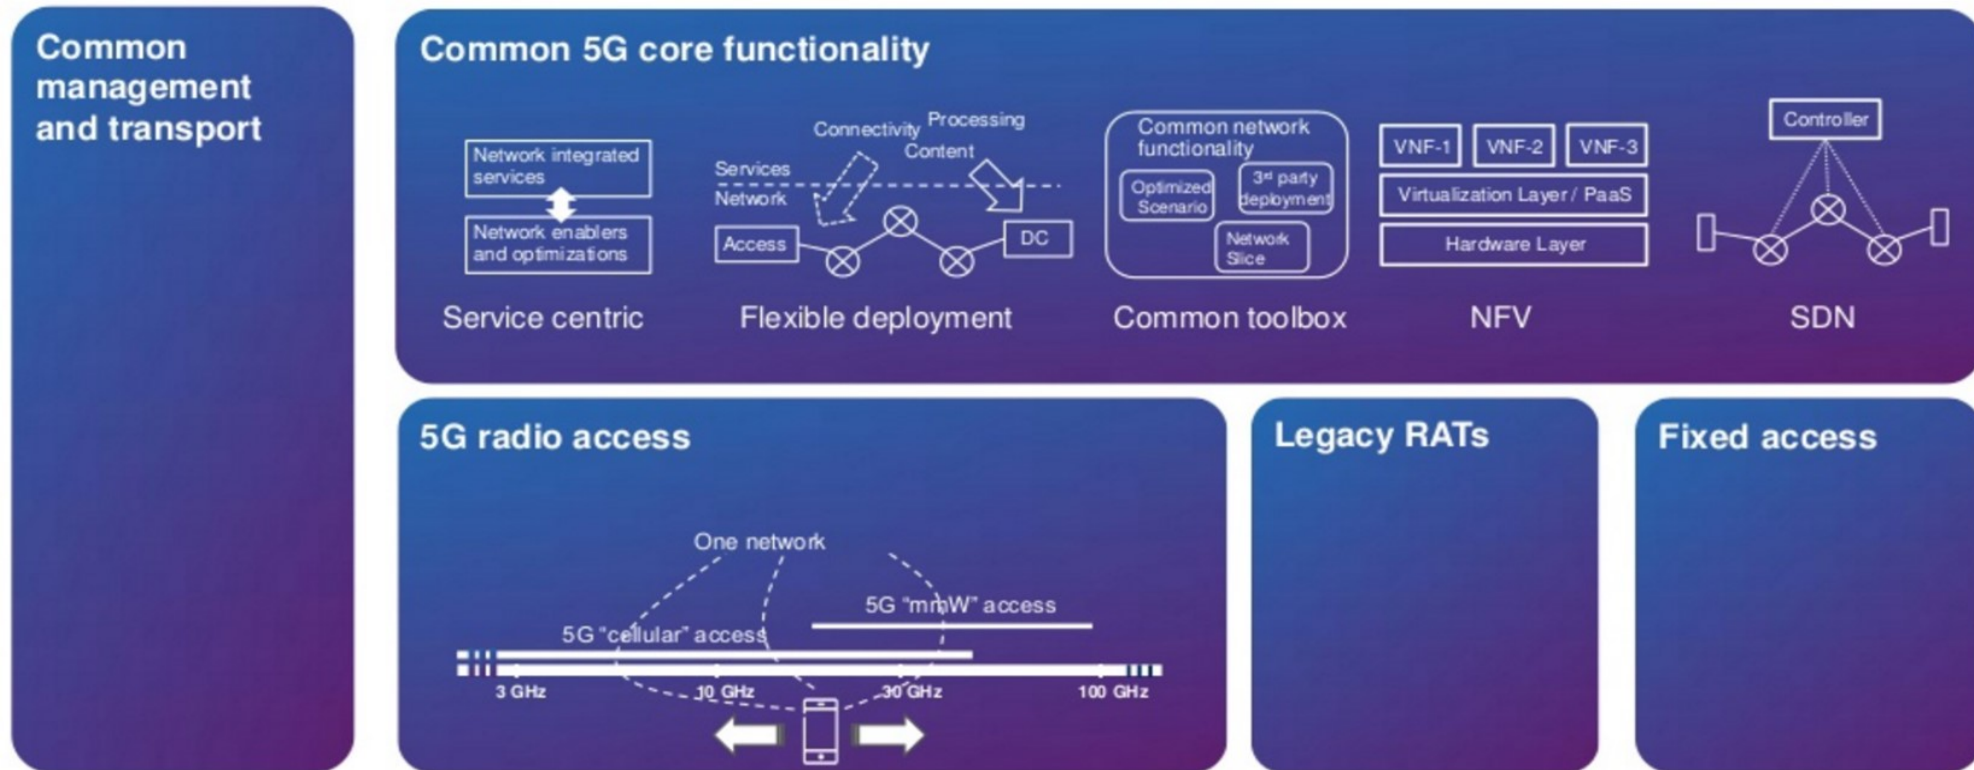 Common
management
and transport
Common 5G core functionality
Network integrated
services
Network enablers
and optimizations
Service centric
Connectivity
Processing
Content
Services
Network
Access
DC
Flexible deployment
Common network
functionality
Optimized
Scenario
3rd party
deployment
Network
Slice
Common toolbox
VNF-1
VNF-2
VNF-3
Virtualization Layer / PaaS
Hardware Layer
NFV
Controller
SDN
5G radio access
One network
5G “mmW” access
5G “cellular” access
3 GHz
10 GHz
30 GHz
100 GHz
Legacy RATs
Fixed access